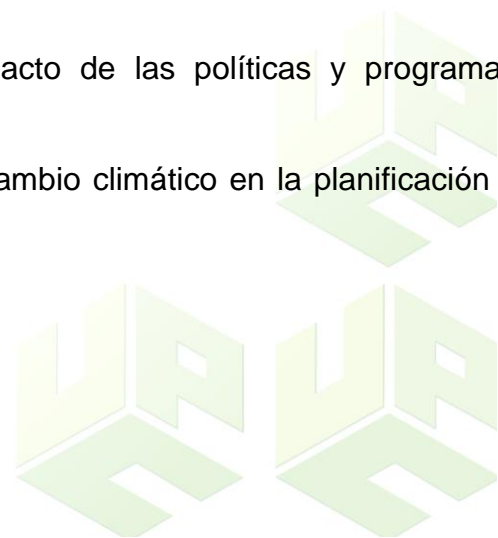 acto de las políticas y programa
ambio climático en la planificación